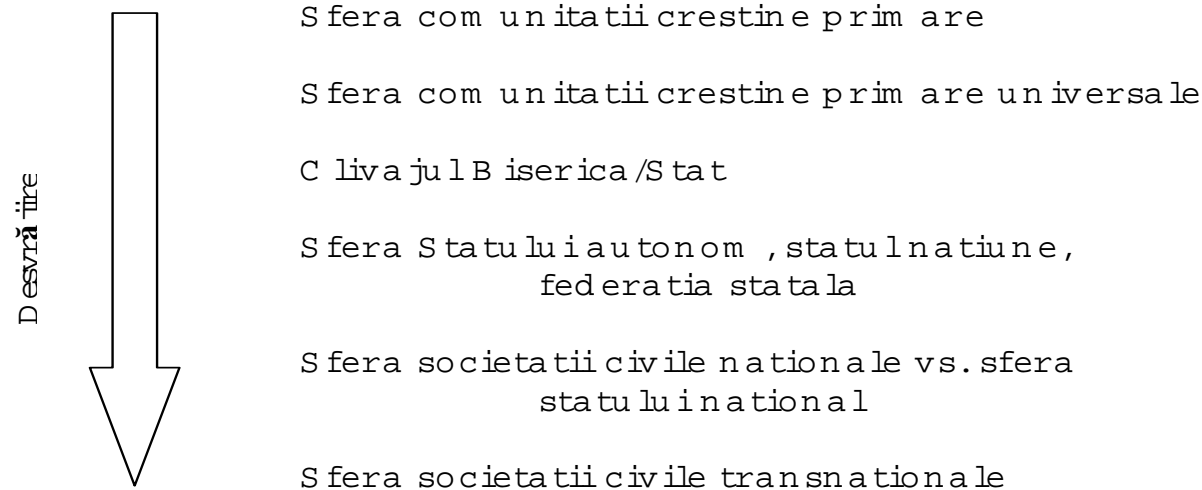 Sfera comunitatii crestine primare
Sfera comunitatii crestine primare universale
Clivajul Biserica/Stat
Sfera Statului autonom, statul natiune,
federatia statala
Sfera societatii civile nationale vs. sfera
statului national
Sfera societatii civile transnationale